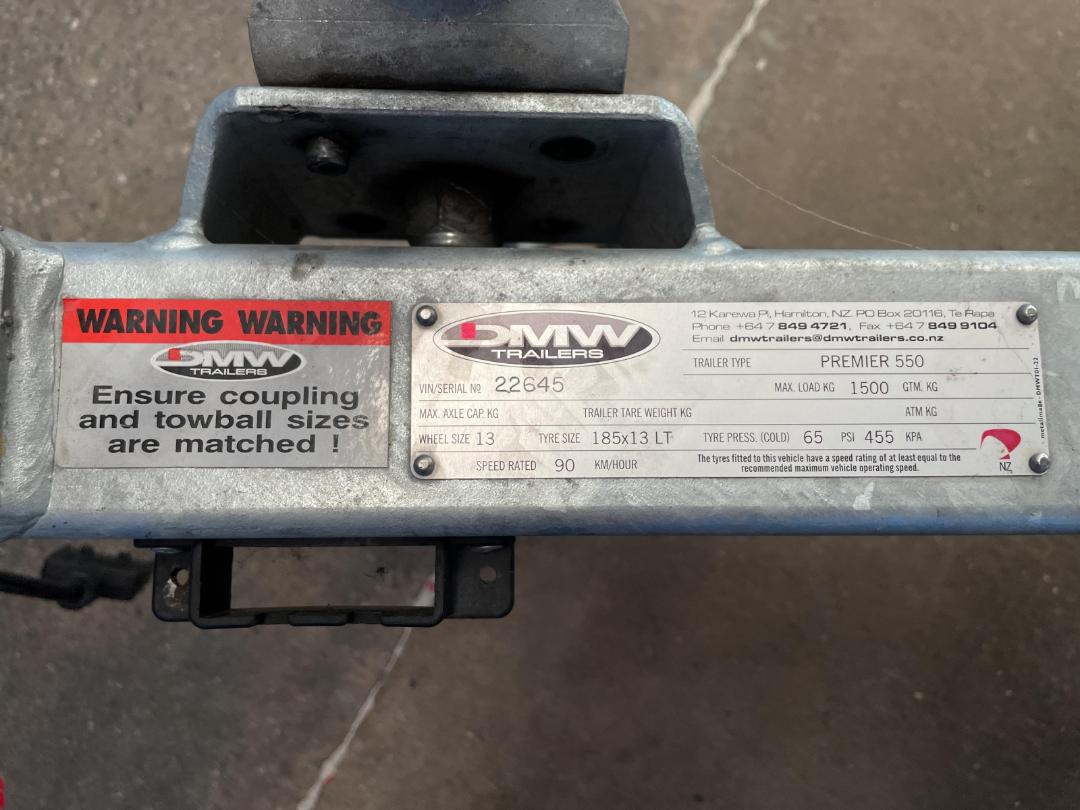 WARNING WARNING
DMW
TRAILERS
Ensure coupling
and towball sizes
are matched !
DMW
TRAILERS
12 Karewa Pl, Hamilton, NZ. PO Box 20116, Te Rapa
Phone +64 7 849 4721, Fax +64 7 849 9104
Email dmwtrailers@dmwtrailers.co.nz
TRAILER TYPE PREMIER 550
VIN/SERIAL No 22645 MAX. LOAD KG 1500 GTM. KG
MAX. AXLE CAP. KG TRAILER TARE WEIGHT KG ATM KG
WHEEL SIZE 13 TYRE SIZE 185x13 LT TYRE PRESS. (COLD) 65 PSI 455 KPA
SPEED RATED 90 KM/HOUR
The tyres fitted to this vehicle have a speed rating of at least equal to the
recommended maximum vehicle operating speed.
NZ